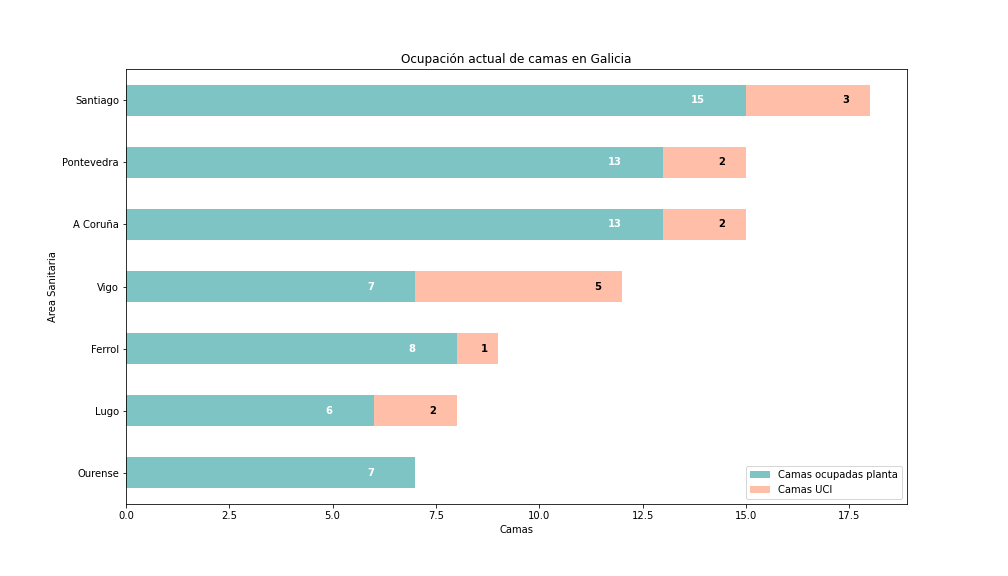 Ocupación actual de camas en Galicia
Santiago 15 3
Pontevedra 13 2
A Coruña 13 2
Vigo 7 5
Ferrol 8 1
Lugo 6 2
Ourense 7
Area Sanitaria
Camas ocupadas planta
Camas UCI
0.0 2.5 5.0 7.5 10.0 12.5 15.0 17.5
Camas